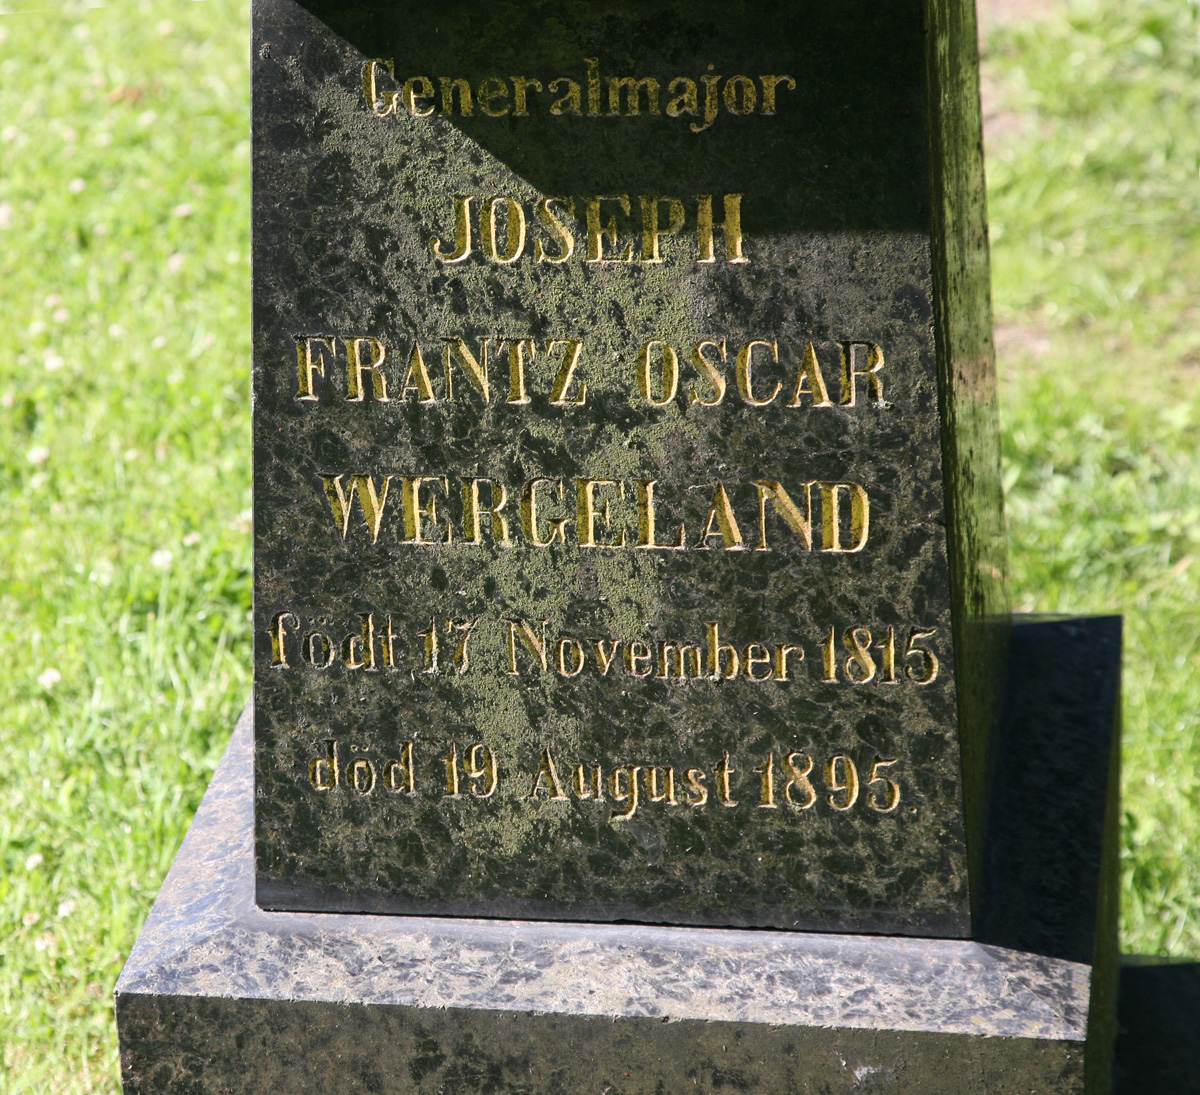 Generalmajor
JOSEPH
FRANTZ OSCAR
WERGELAND
födt 17 November 1815
död 19 August 1895.